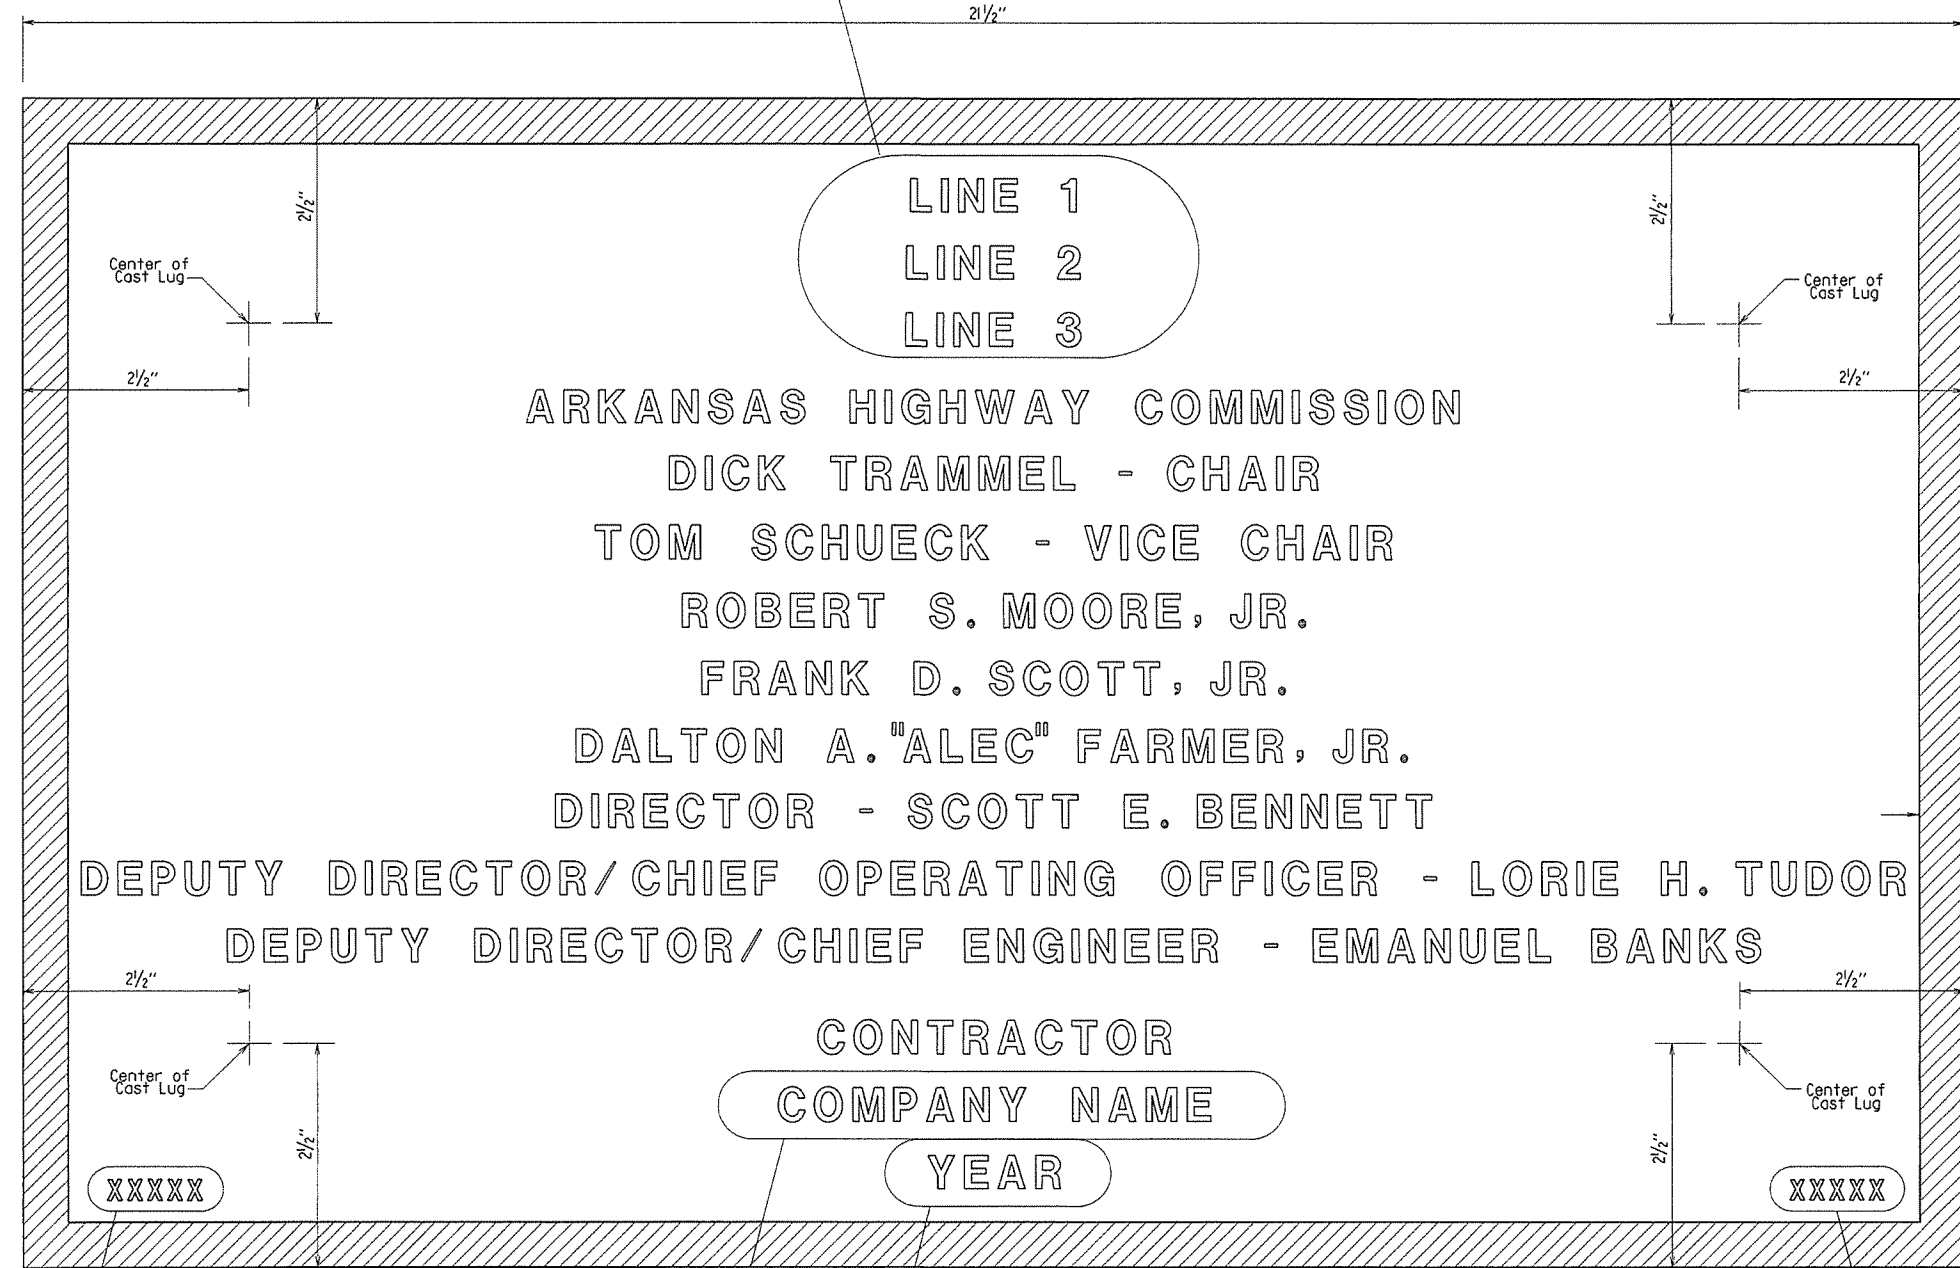 21½"
2½"
2½"
LINE 1
LINE 2
LINE 3
Center of
Cast Lug
Center of
Cast Lug
2½"
2½"
ARKANSAS HIGHWAY COMMISSION
DICK TRAMMEL - CHAIR
TOM SCHUECK - VICE CHAIR
ROBERT S. MOORE, JR.
FRANK D. SCOTT, JR.
DALTON A. "ALEC" FARMER, JR.
DIRECTOR - SCOTT E. BENNETT
DEPUTY DIRECTOR/CHIEF OPERATING OFFICER - LORIE H. TUDOR
DEPUTY DIRECTOR/CHIEF ENGINEER - EMANUEL BANKS
2½"
2½"
CONTRACTOR
Center of
Cast Lug
Center of
Cast Lug
COMPANY NAME
2½"
2½"
YEAR
XXXXX
XXXXX